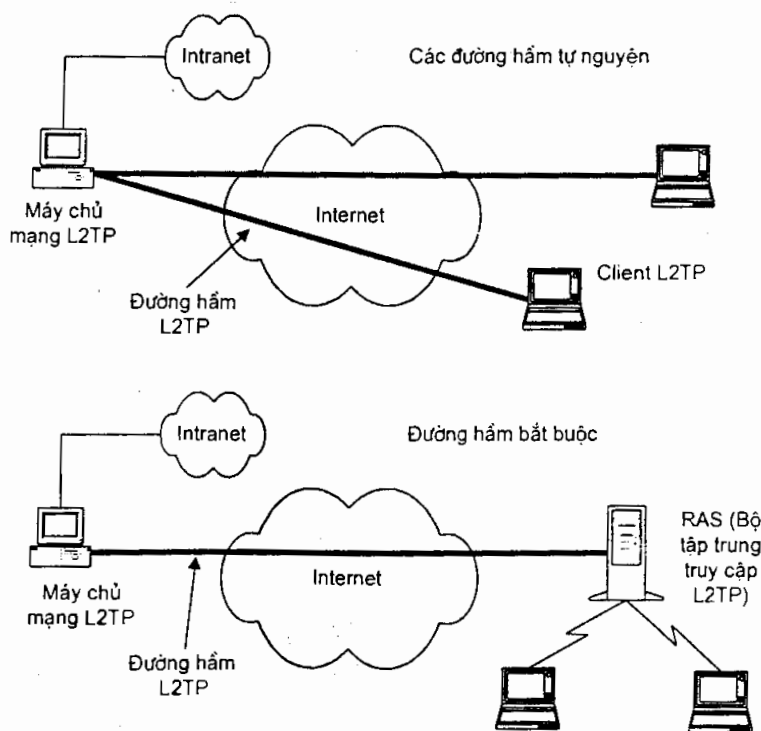 Intranet
Các đường hầm tự nguyện
Máy chủ
mạng L2TP
Internet
Client L2TP
Đường hầm
L2TP
Intranet
Đường hầm bắt buộc
RAS (Bộ
tập trung
truy cập
L2TP)
Máy chủ
mạng L2TP
Internet
Đường hầm
L2TP